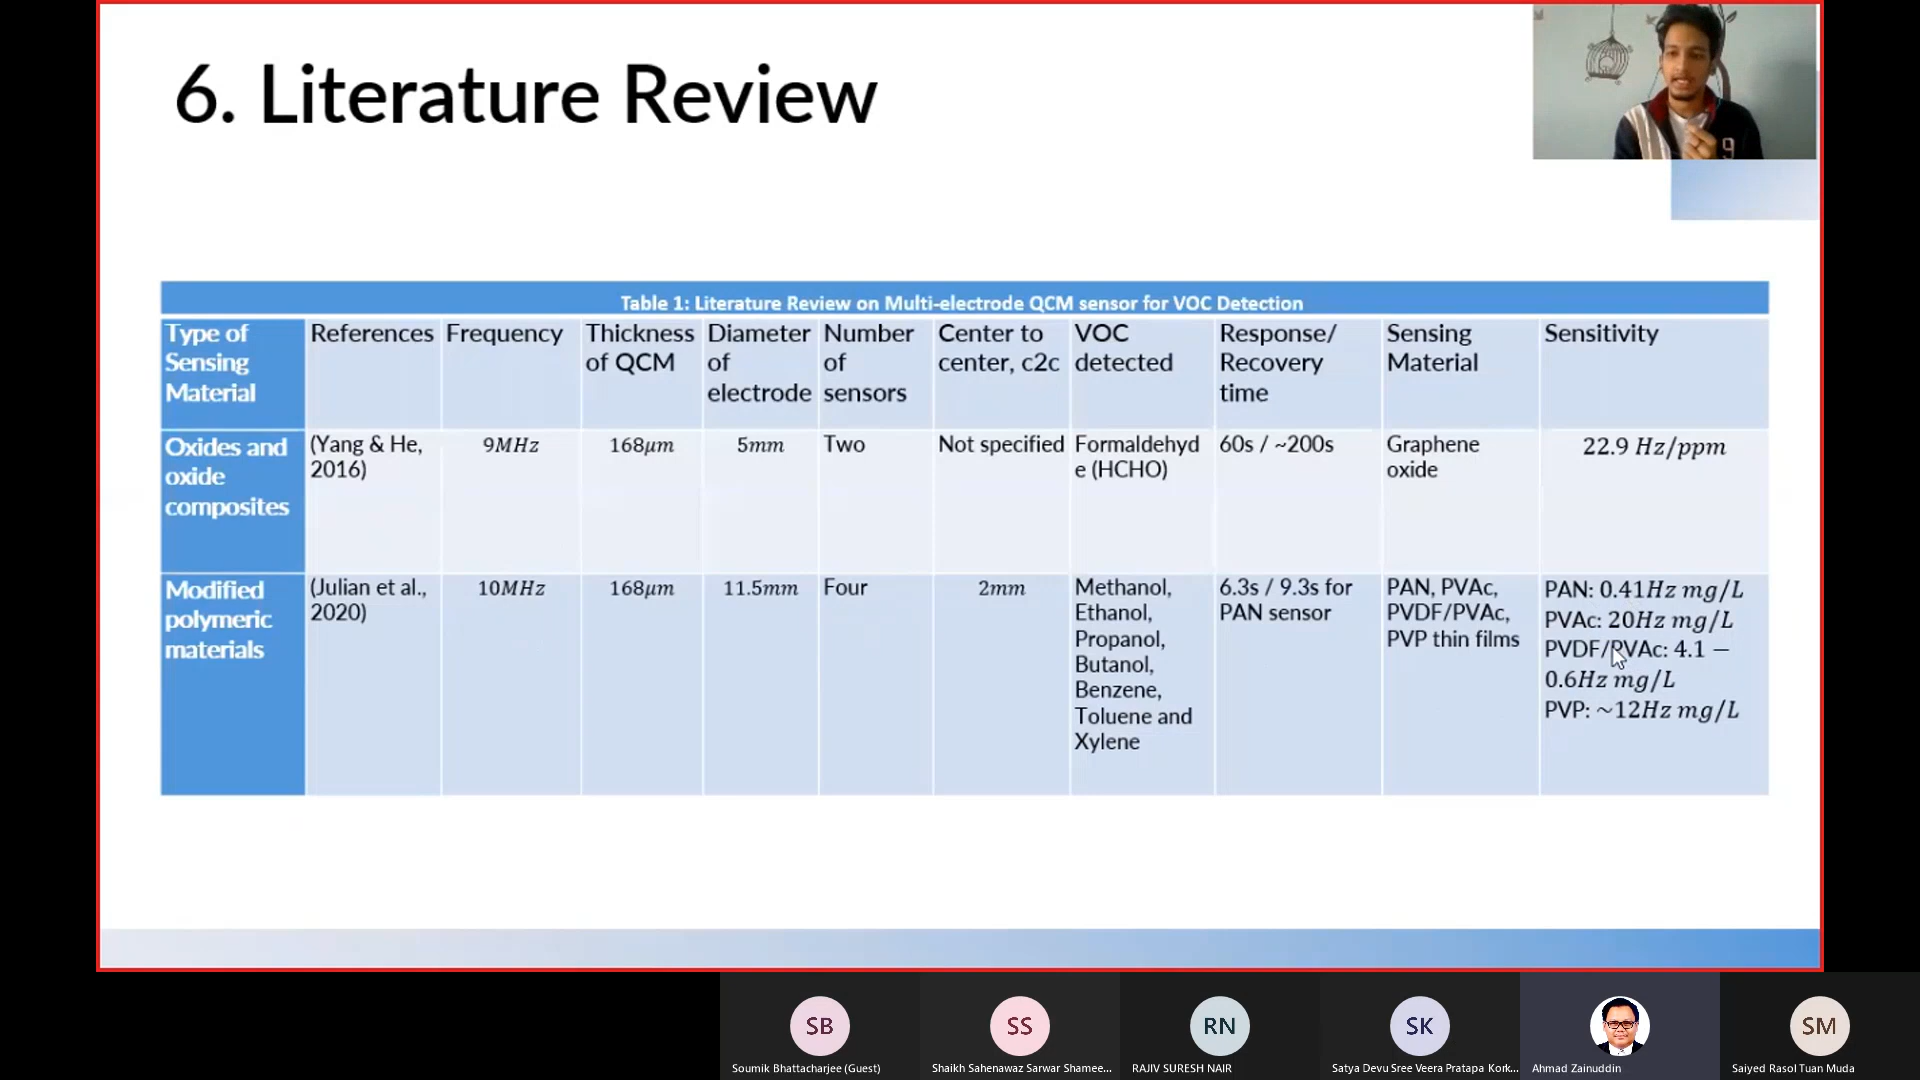 6. Literature Review
9
Table 1: Literature Review on Multi-electrode QCM sensor for VOC Detection
Type of
Sensing
Material
References
Frequency
Thickness
of QCM
Diameter
of
electrode
Number
of
sensors
Center to
center, c2c
VOC
detected
Response/
Recovery
time
Sensing
Material
Sensitivity
Oxides and
oxide
composites
(Yang & He,
2016)
9MHz
168μm
5mm
Two
Not specified
Formaldehyd
e (HCHO)
60s / ~200s
Graphene
oxide
22.9 Hz/ppm
Modified
polymeric
materials
(Julian et al.,
2020)
10MHz
168μm
11.5mm
Four
2mm
Methanol,
Ethanol,
Propanol,
Butanol,
Benzene,
Toluene and
Xylene
6.3s / 9.3s for
PAN sensor
PAN, PVAc,
PVDF/PVAc,
PVP thin films
PAN: 0.41Hz mg/L
PVAc: 20Hz mg/L
PVDF/PVAc: 4.1 −
0.6Hz mg/L
PVP: ~12Hz mg/L
SB
Soumik Bhattacharjee (Guest)
SS
Shaikh Sahenawaz Sarwar Shamee...
RN
RAJIV SURESH NAIR
SK
Satya Devu Sree Veera Pratapa Kork...
Ahmad Zainuddin
SM
Saiyed Rasol Tuan Muda